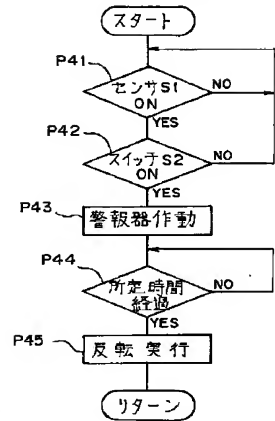 スタート
P41
センサS1
ON
NO
YES
P42
スイッチS2
ON
NO
YES
P43
警報器作動
P44
所定時間
経過
NO
YES
P45
反転実行
リターン